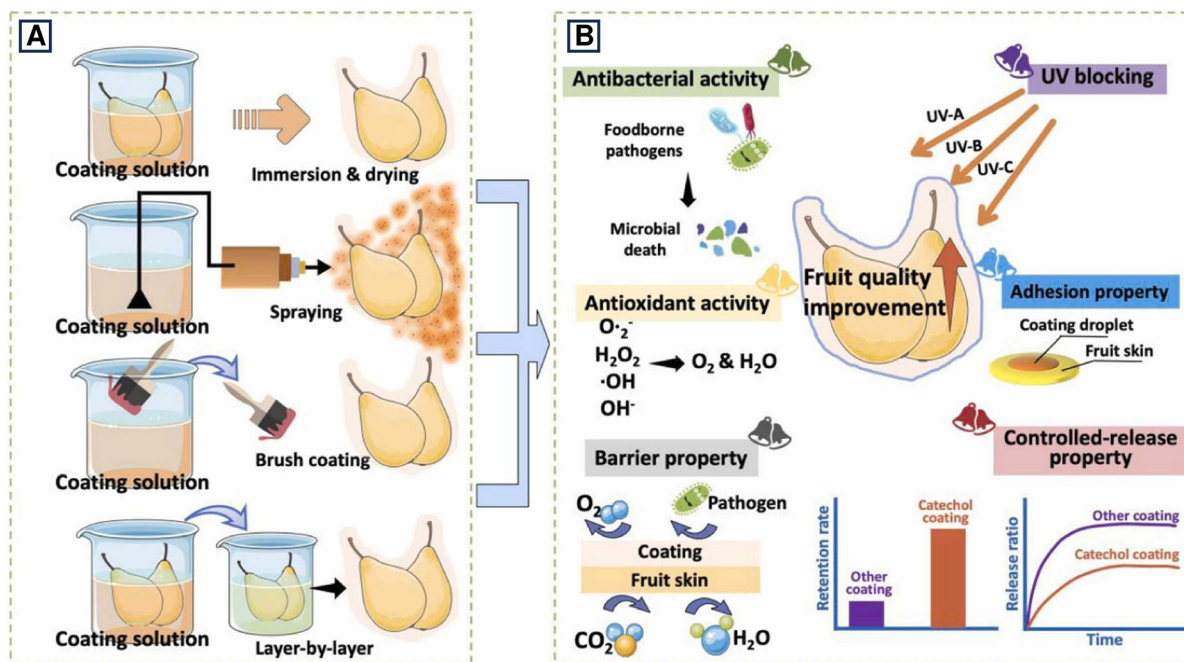 A
Coating solution
Immersion & drying
Coating solution
Spraying
Coating solution
Brush coating
Coating solution
Layer-by-layer
B
Antibacterial activity
Foodborne
pathogens
Microbial
death
UV blocking
UV-A
UV-B
UV-C
Fruit quality
improvement
Antioxidant activity
O·₂⁻
H₂O₂
·OH
OH⁻
O₂ & H₂O
Adhesion property
Coating droplet
Fruit skin
Barrier property
O₂
Pathogen
Coating
Fruit skin
CO₂
H₂O
Controlled-release
property
Retention rate
Other
coating
Catechol
coating
Release ratio
Other coating
Catechol coating
Time